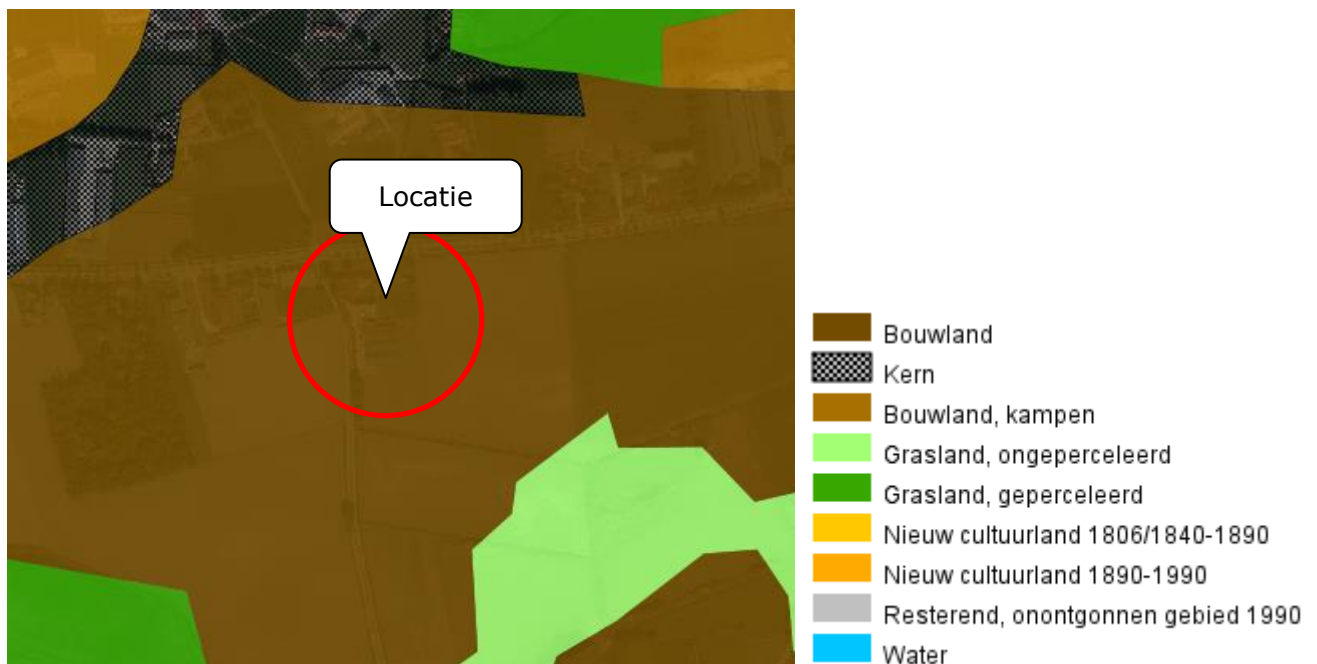 Locatie
Bouwland
Kern
Bouwland, kampen
Grasland, ongeperceleerd
Grasland, geperceleerd
Nieuw cultuurland 1806/1840-1890
Nieuw cultuurland 1890-1990
Resterend, onontgonnen gebied 1990
Water